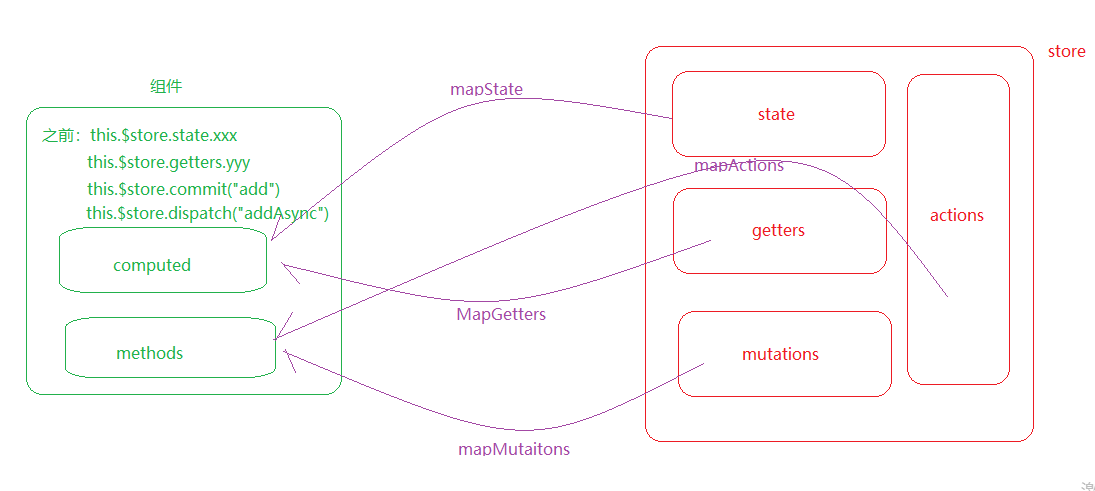 组件
之前：this.$store.state.xxx
this.$store.getters.yyy
this.$store.commit("add")
this.$store.dispatch("addAsync")
computed
methods
mapState
mapActions
MapGetters
mapMutaitons
store
state
getters
mutations
actions